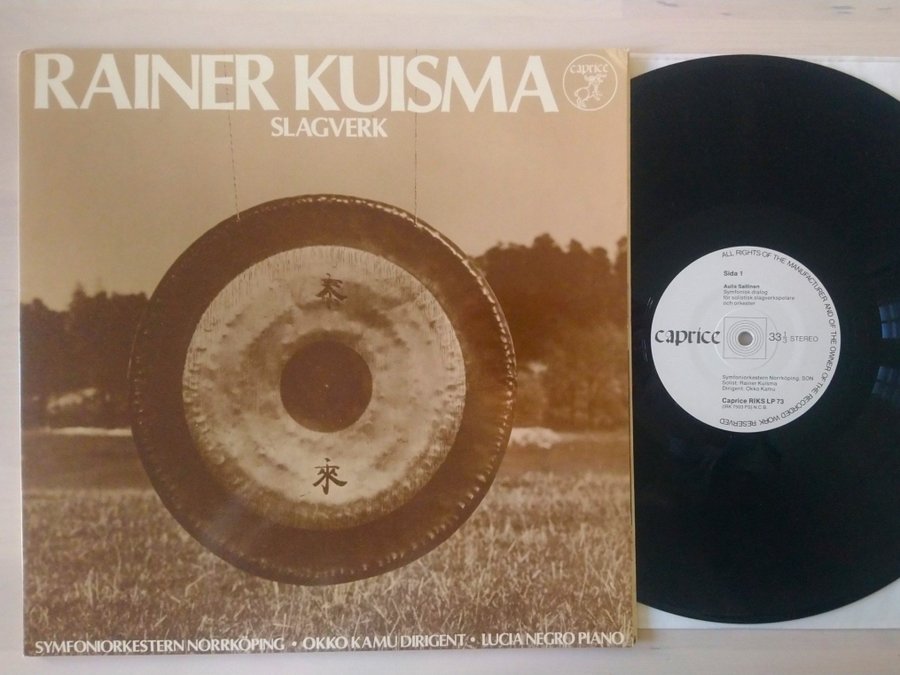 RAINER KUISMA
caprice
SLAGVERK
泰
來
SYMFONIORKESTERN NORRKÖPING • OKKO KAMU DIRIGENT • LUCIA NEGRO PIANO
ALL RIGHTS OF THE MANUFACTURER AND OF THE OWNER OF THE RECORDED WORK RESERVED
Sida 1
Aulis Sallinen
Symfonisk dialog
för solistisk slagverkspelare
och orkester
caprice
33 1/3 STEREO
Symfoniorkestern Norrköping, SON
Solist: Rainer Kuisma
Dirigent: Okko Kamu
Caprice RIKS LP 73
N C B